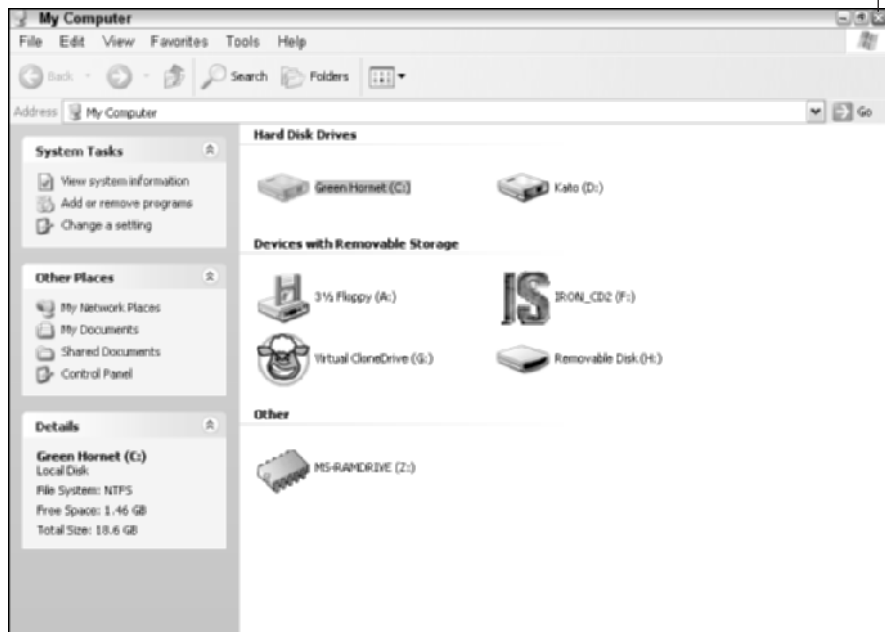 My Computer
File Edit View Favorites Tools Help
Back Search Folders
Address My Computer Go
System Tasks
View system information
Add or remove programs
Change a setting
Other Places
My Network Places
My Documents
Shared Documents
Control Panel
Details
Green Hornet (C:)
Local Disk
File System: NTFS
Free Space: 1.46 GB
Total Size: 18.6 GB
Hard Disk Drives
Green Hornet (C:) Kato (D:)
Devices with Removable Storage
3½ Floppy (A:) IS IRON_CD2 (F:)
Virtual CloneDrive (G:) Removable Disk (H:)
Other
MS-RAMDRIVE (Z:)